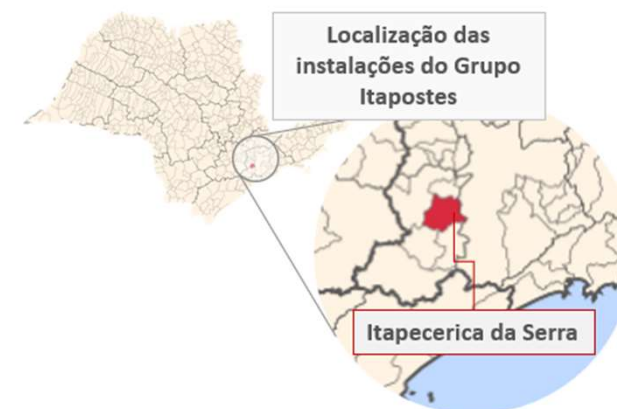 Localização das
instalações do Grupo
Itapostes
Itapecerica da Serra